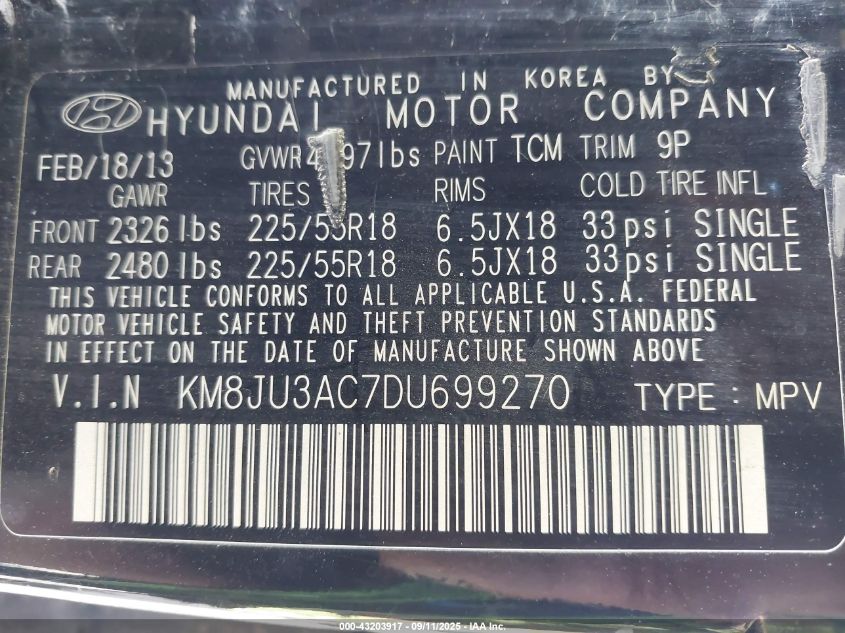 MANUFACTURED IN KOREA BY
HYUNDAI MOTOR COMPANY
FEB/18/13 PAINT TCM TRIM 9P
GAWR TIRES RIMS COLD TIRE INFL
FRONT 2326 lbs 225/55R18 6.5JX18 33psi SINGLE
REAR 2480 lbs 225/55R18 6.5JX18 33psi SINGLE
THIS VEHICLE CONFORMS TO ALL APPLICABLE U.S.A. FEDERAL
MOTOR VEHICLE SAFETY AND THEFT PREVENTION STANDARDS
IN EFFECT ON THE DATE OF MANUFACTURE SHOWN ABOVE
V.I.N KM8JU3AC7DU699270 TYPE: MPV
000-43203917 - 09/11/2025 - IAA Inc.